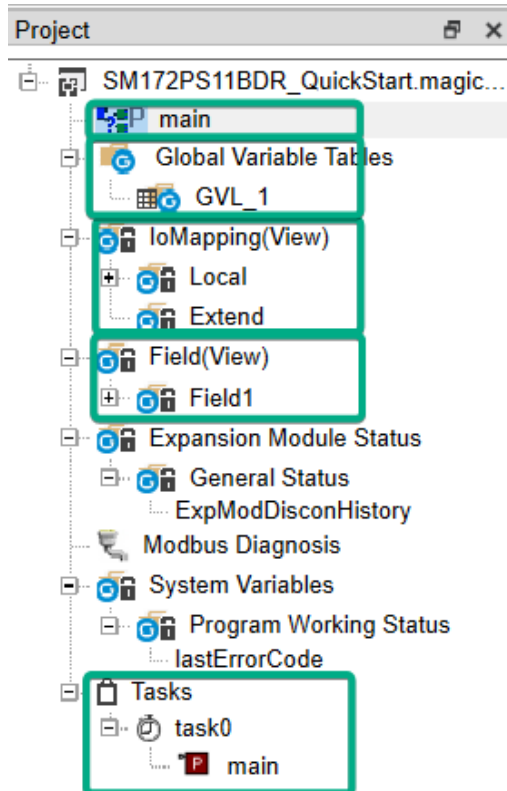 Project
SM172PS11BDR_QuickStart.magic...
P main
Global Variable Tables
GVL_1
IoMapping(View)
Local
Extend
Field(View)
Field1
Expansion Module Status
General Status
ExpModDisconHistory
Modbus Diagnosis
System Variables
Program Working Status
lastErrorCode
Tasks
task0
P main